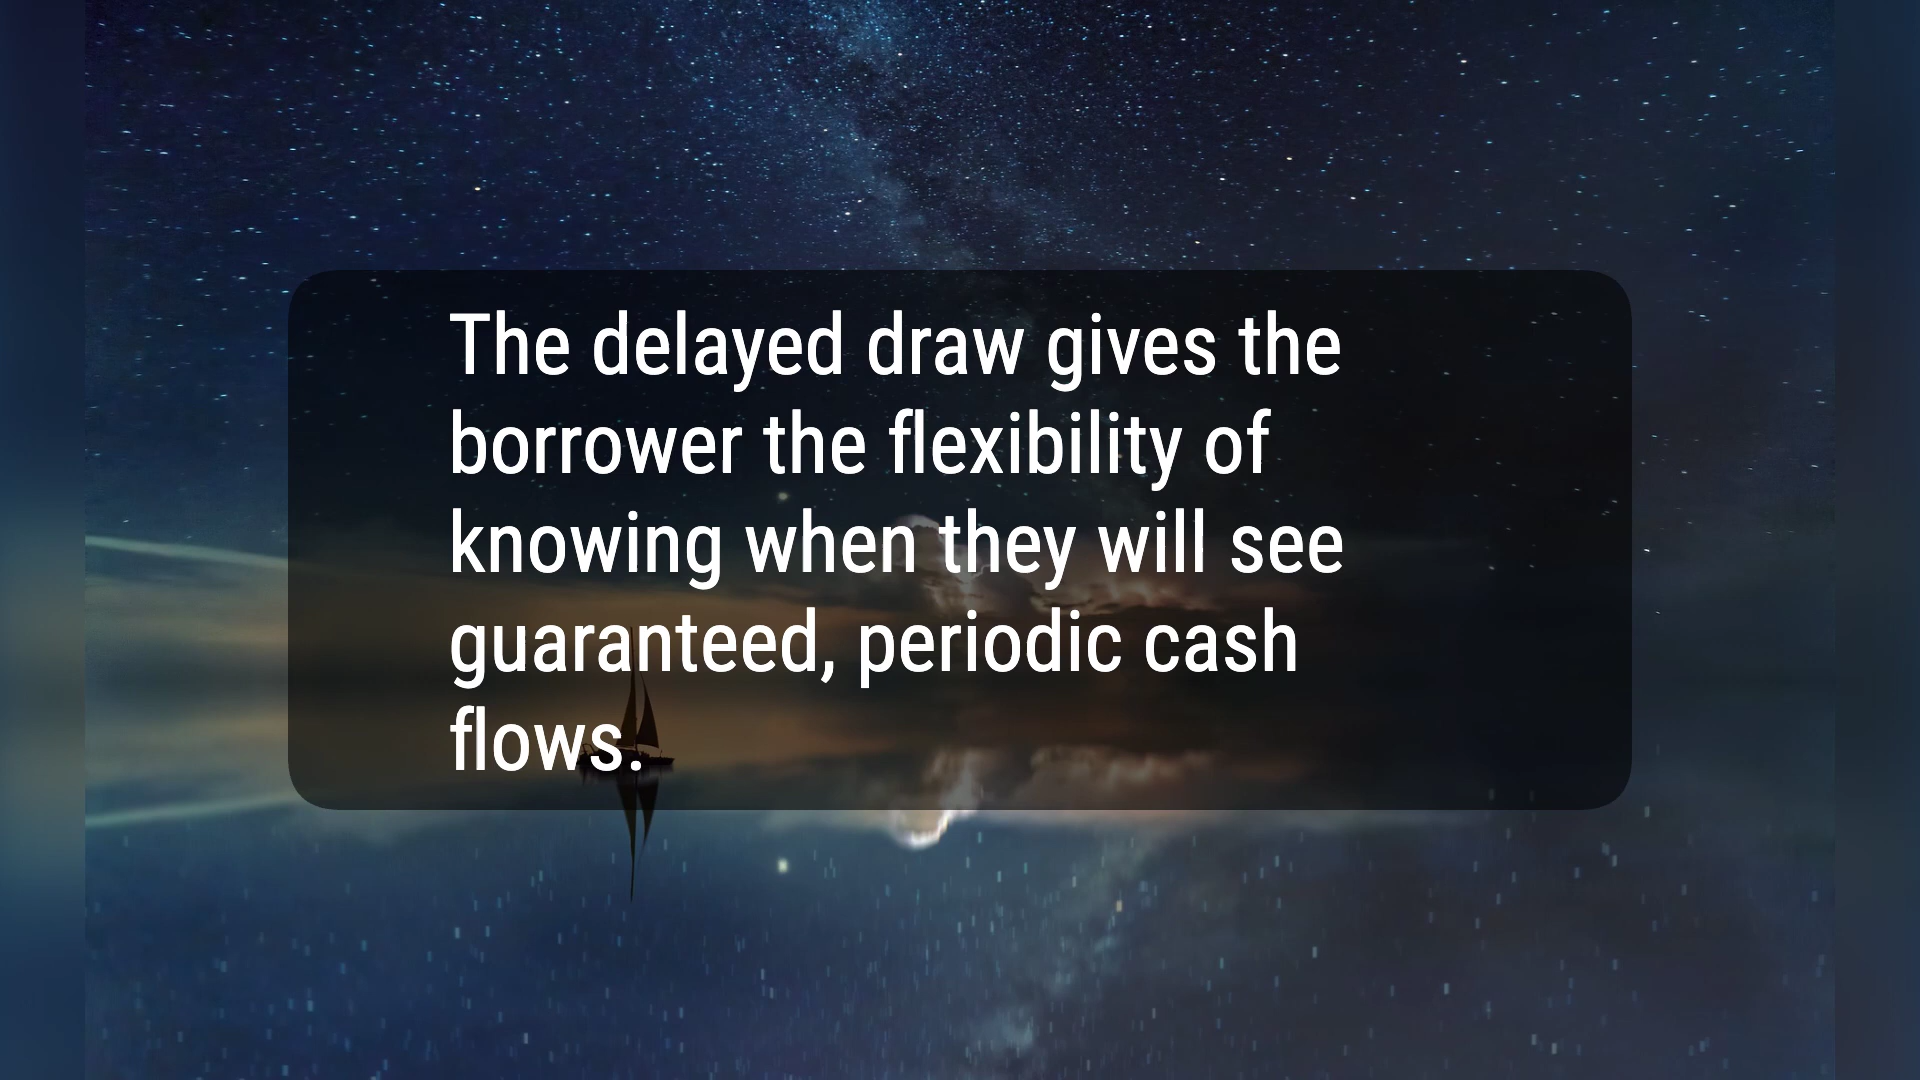 The delayed draw gives the
borrower the flexibility of
knowing when they will see
guaranteed, periodic cash
flows.